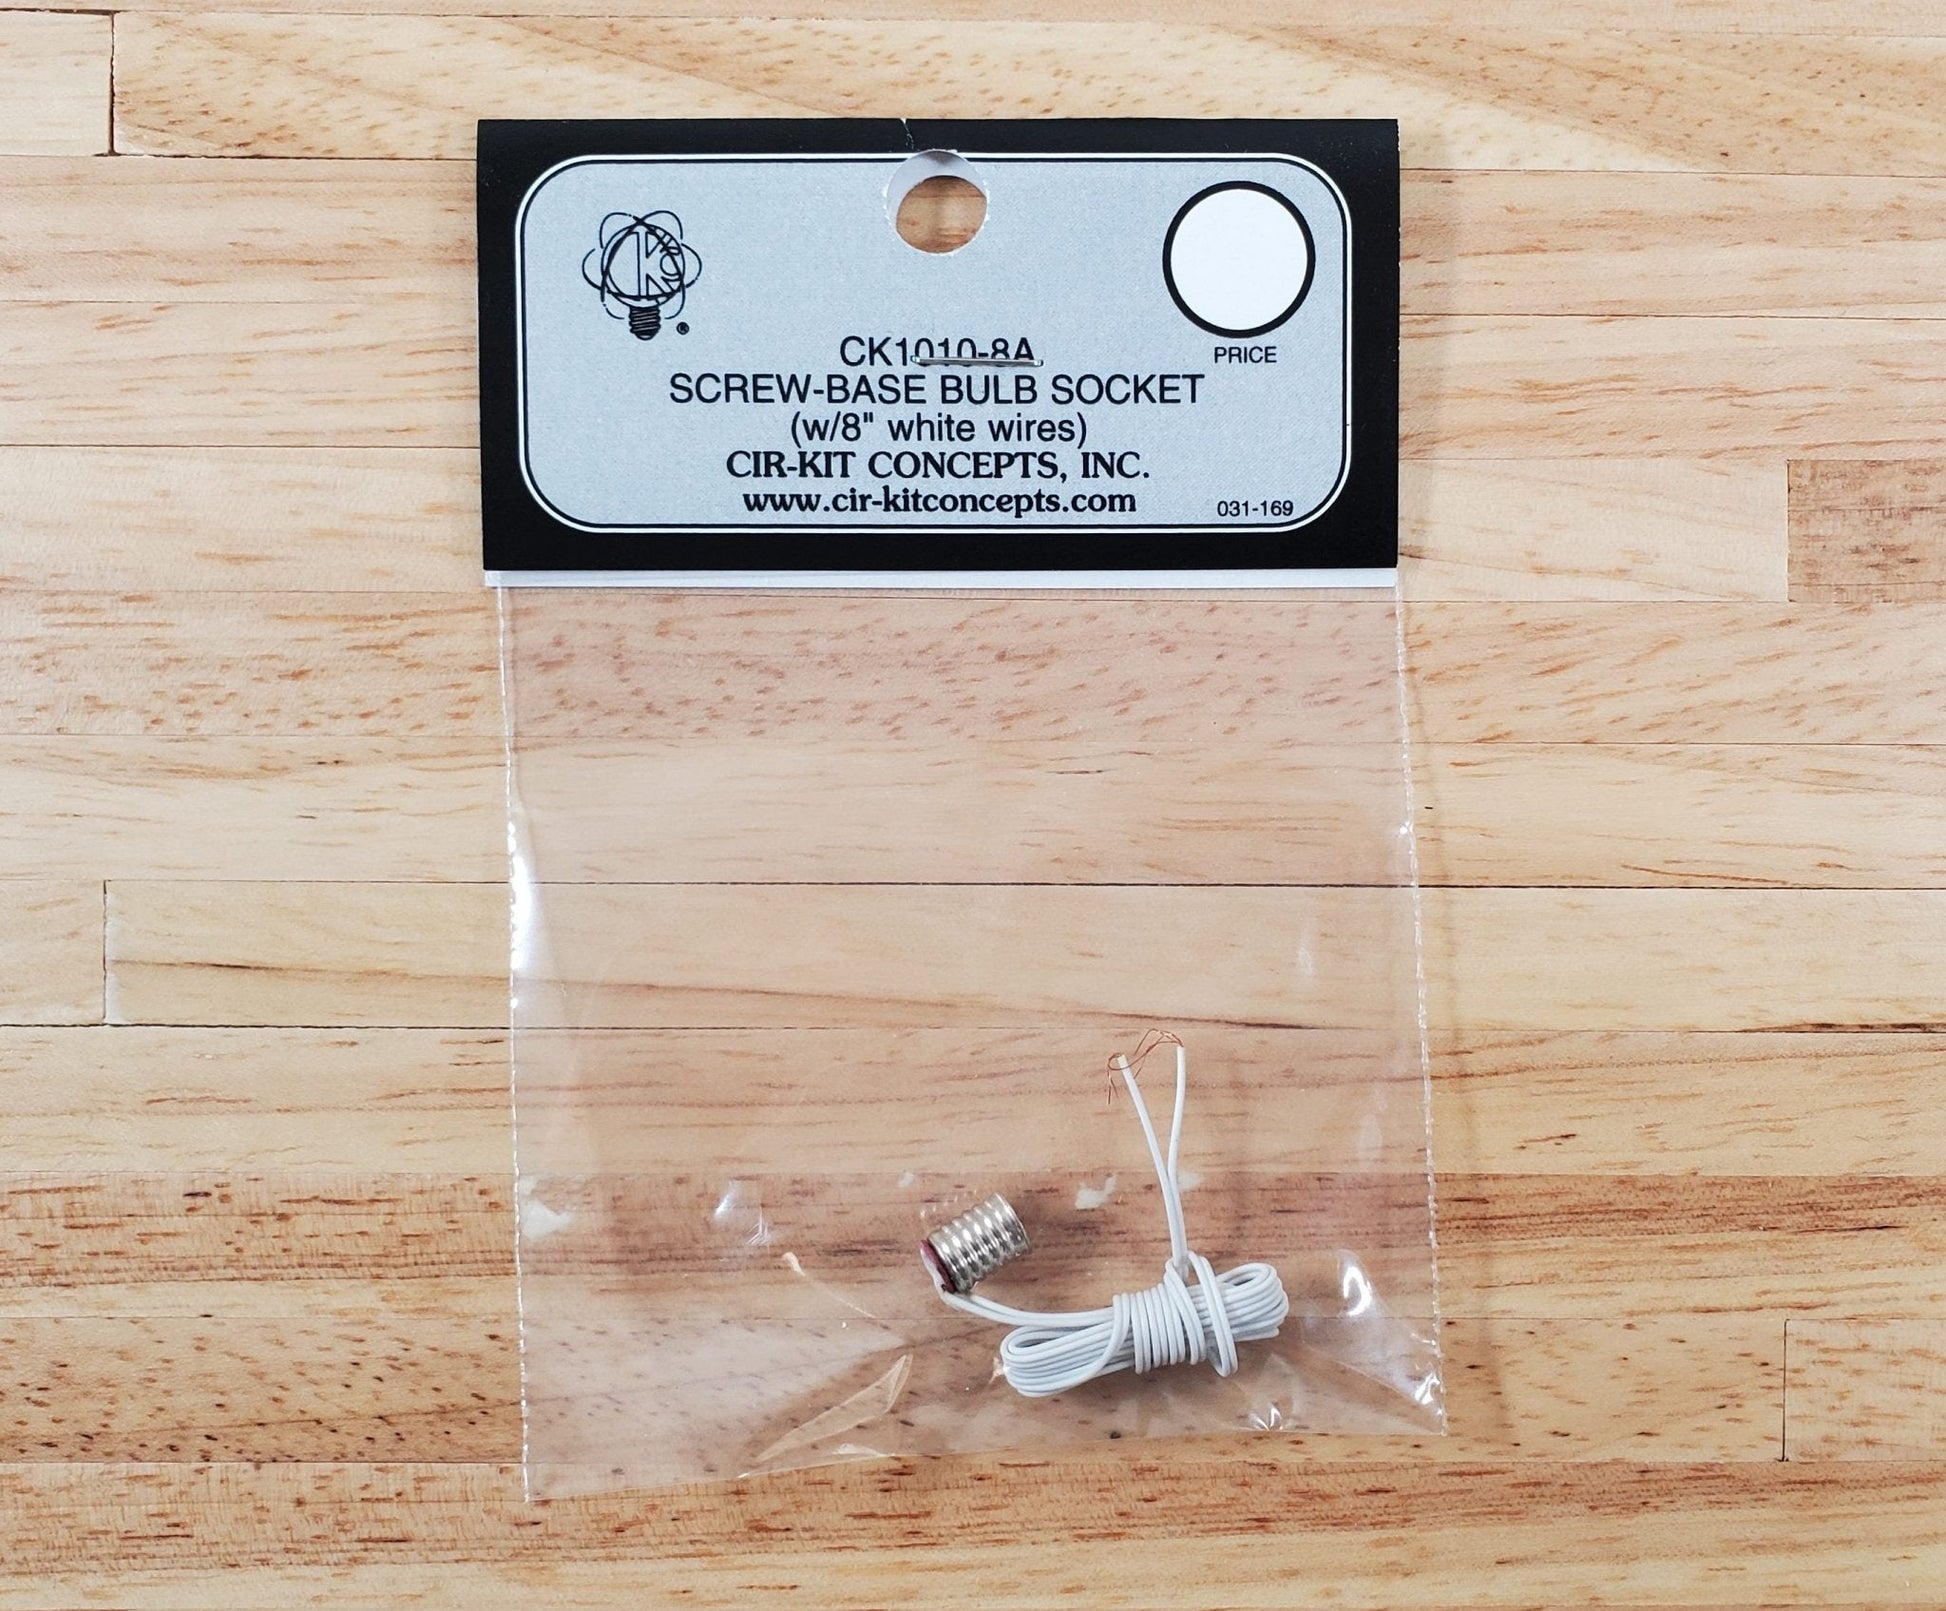 CKC
®
PRICE
CK1010-8A
SCREW-BASE BULB SOCKET
(w/8" white wires)
CIR-KIT CONCEPTS, INC.
www.cir-kitconcepts.com
031-169